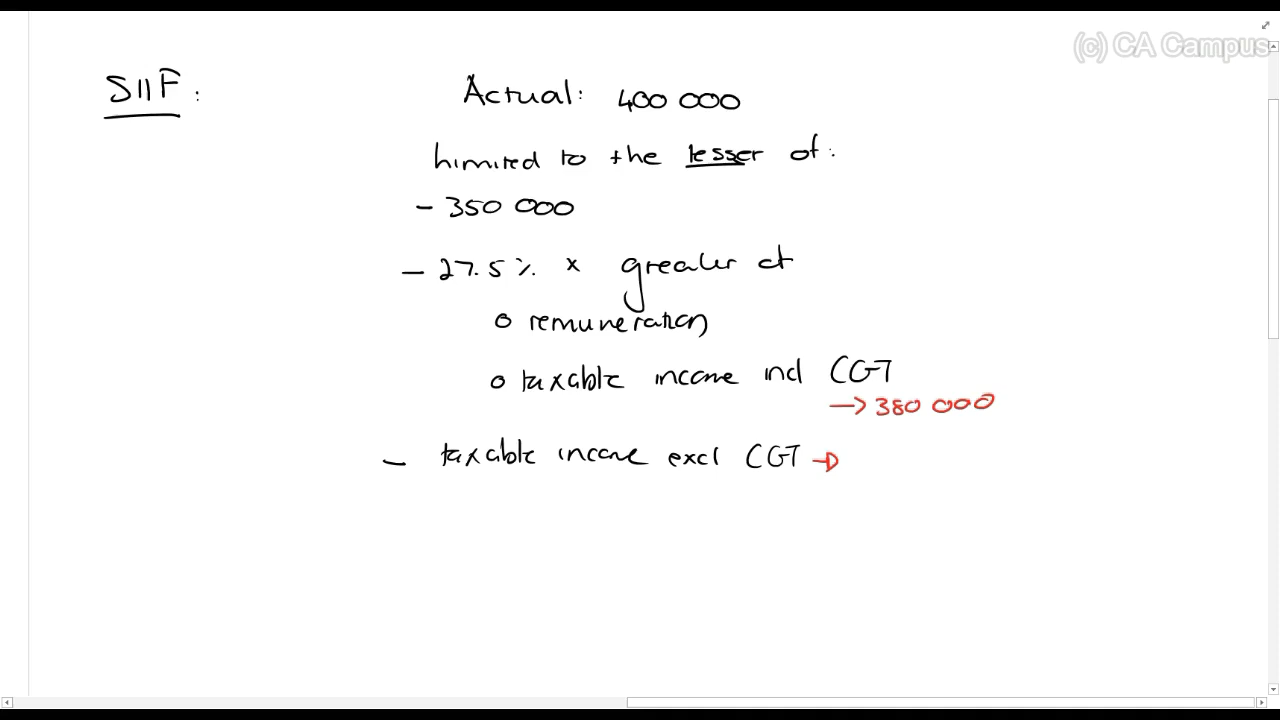 (c) CA Campus
S11F: Actual: 400 000
Limited to the lesser of:
- 350 000
- 27.5% x greater of
o remuneration
o taxable income incl CGT
→ 380 000
- taxable income excl CGT →